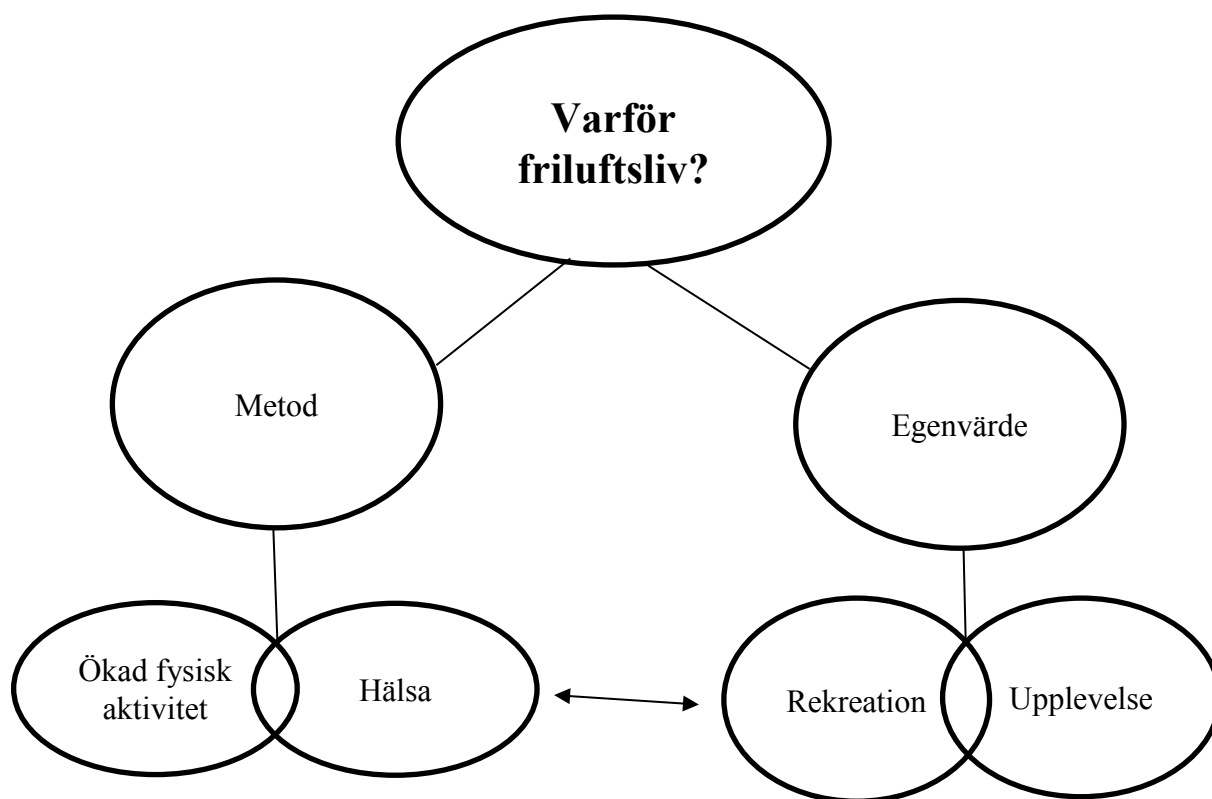 Varför
friluftsliv?
Metod
Egenvärde
Ökad fysisk
aktivitet
Hälsa
Rekreation
Upplevelse